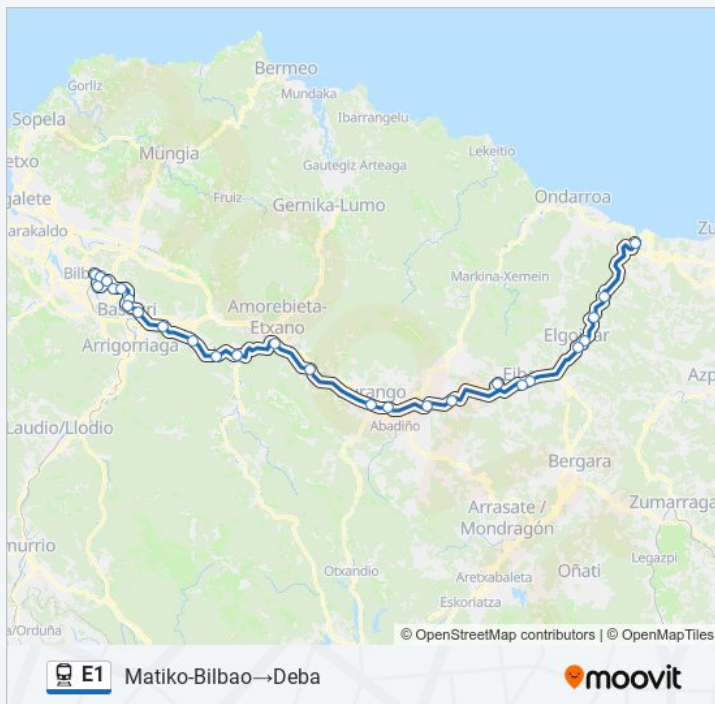 Bermeo
Gorliz
Mundaka
Sopela
Ibarrangelu
etxo
Mungia
Lekeitio
Gautegiz Arteaga
galete
Fruiz
Ondarroa
Gernika-Lumo
Zu
arakaldo
Bilb
Markina-Xemein
Basauri
Amorebieta-
Etxano
Elgoibar
Arrigorriaga
Eibar
Azp
Durango
Abadiño
Laudio/Llodio
Bergara
Arrasate /
Mondragón
Zumarraga
murrio
Otxandio
Oñati
Legazpi
Aretxabaleta
Eskoriatza
a/Orduña
© OpenStreetMap contributors | © OpenMapTiles
E1 Matiko-Bilbao→Deba
moovit